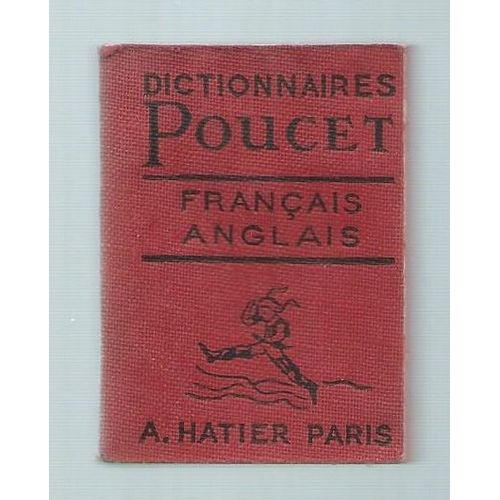 DICTIONNAIRES
POUCET
FRANÇAIS
ANGLAIS
A. HATIER PARIS